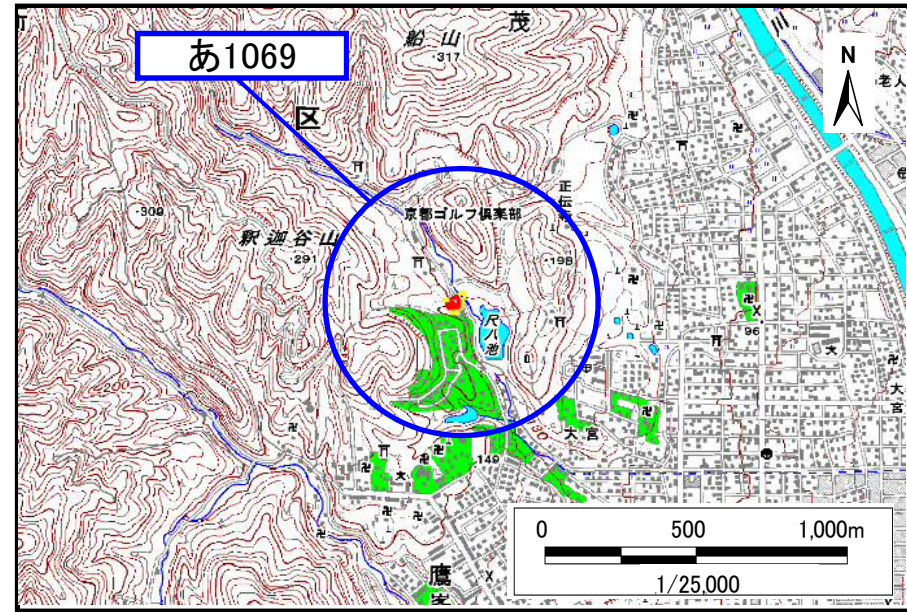 茂
船山
・317
あ1069
N
老人
区
正伝
京都ゴルフ倶楽部
・309
釈迦谷山
291
・198
尺八池
96
200
大宮
大宮
149
0 500 1,000m
1/25,000
鷹